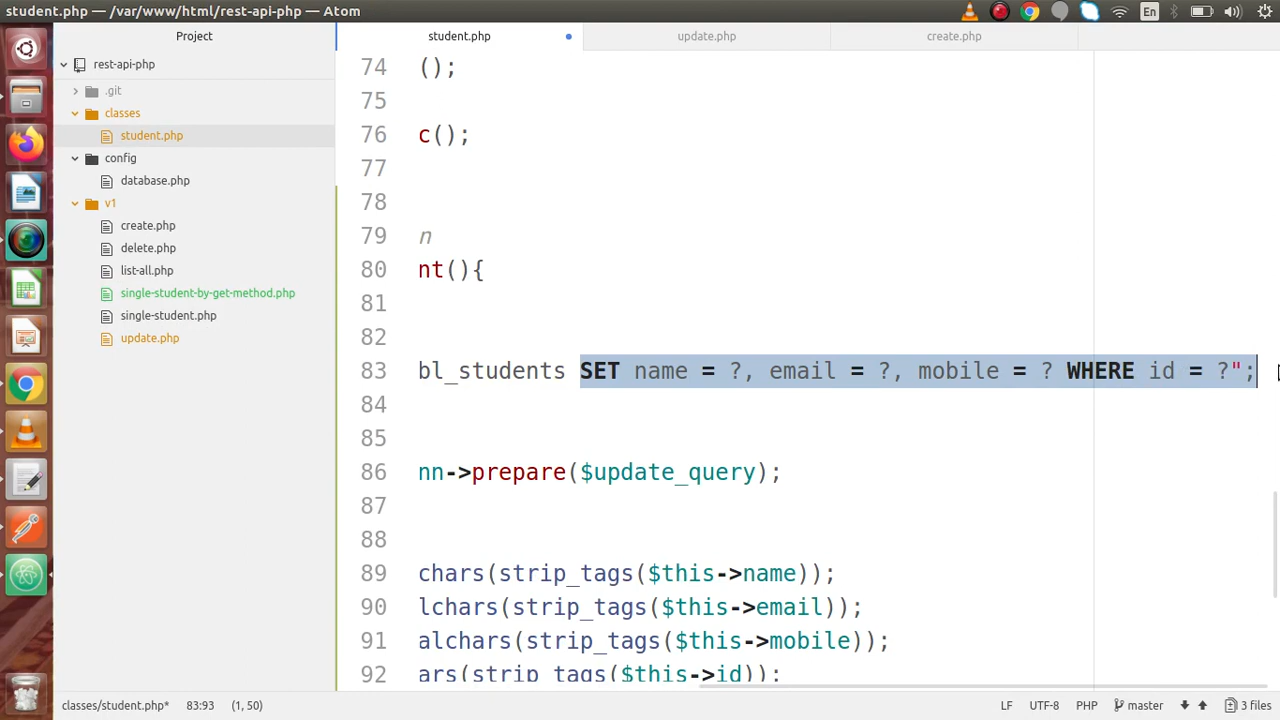 student.php — /var/www/html/rest-api-php — Atom
En
Project
student.php
update.php
create.php
rest-api-php
.git
classes
student.php
config
database.php
v1
create.php
delete.php
list-all.php
single-student-by-get-method.php
single-student.php
update.php
74 ();
75
76 c();
77
78
79 n
80 nt(){
81
82
83 bl_students SET name = ?, email = ?, mobile = ? WHERE id = ?";
84
85
86 nn->prepare($update_query);
87
88
89 chars(strip_tags($this->name));
90 lchars(strip_tags($this->email));
91 alchars(strip_tags($this->mobile));
92 ars(strip_tags($this->id));
classes/student.php* 83:93 (1, 50)
LF UTF-8 PHP master 3 files